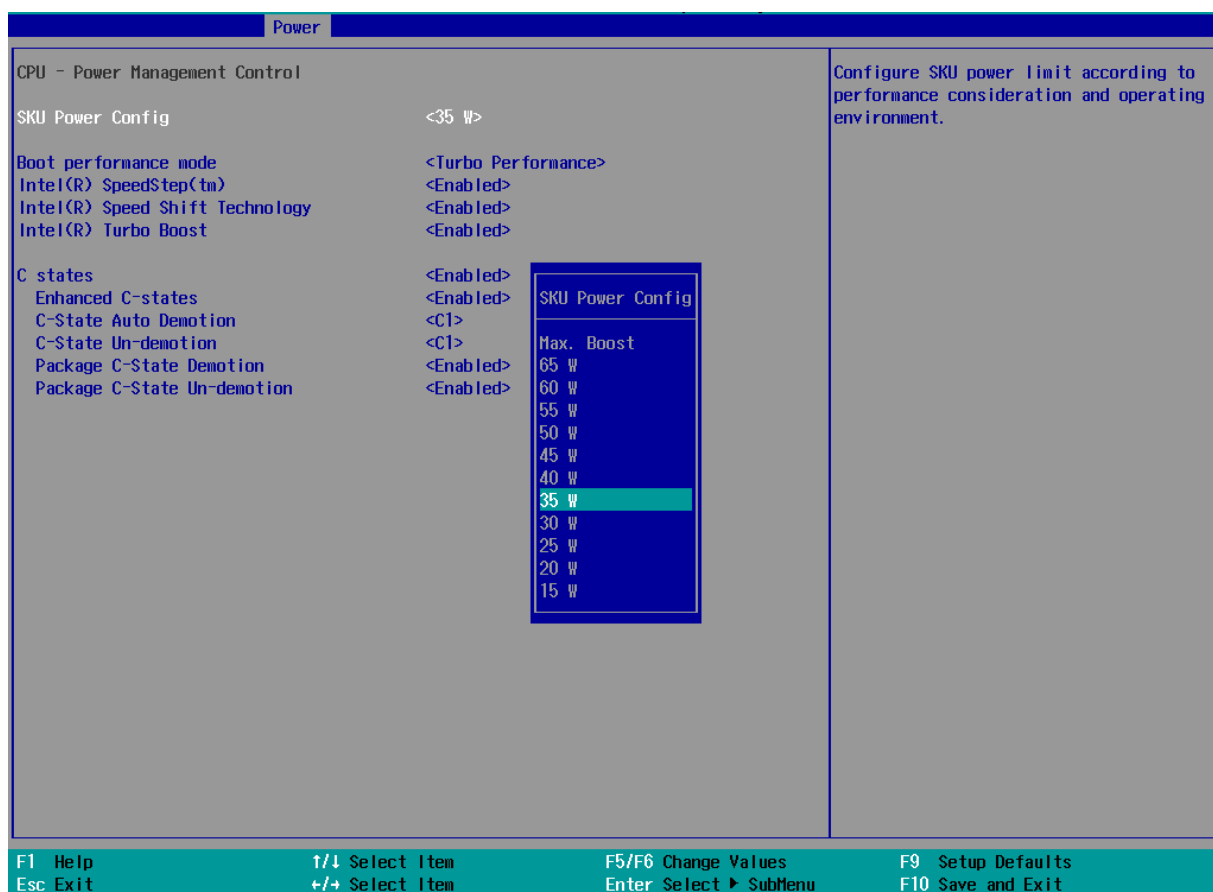 Power
CPU - Power Management Control
SKU Power Config <35 W>
Boot performance mode <Turbo Performance>
Intel(R) SpeedStep(tm) <Enabled>
Intel(R) Speed Shift Technology <Enabled>
Intel(R) Turbo Boost <Enabled>
C states <Enabled>
Enhanced C-states <Enabled>
C-State Auto Demotion <C1>
C-State Un-demotion <C1>
Package C-State Demotion <Enabled>
Package C-State Un-demotion <Enabled>
SKU Power Config
Max. Boost
65 W
60 W
55 W
50 W
45 W
40 W
35 W
30 W
25 W
20 W
15 W
Configure SKU power limit according to
performance consideration and operating
environment.
F1 Help ↑/↓ Select Item F5/F6 Change Values F9 Setup Defaults
Esc Exit ←/→ Select Item Enter Select ▶ SubMenu F10 Save and Exit